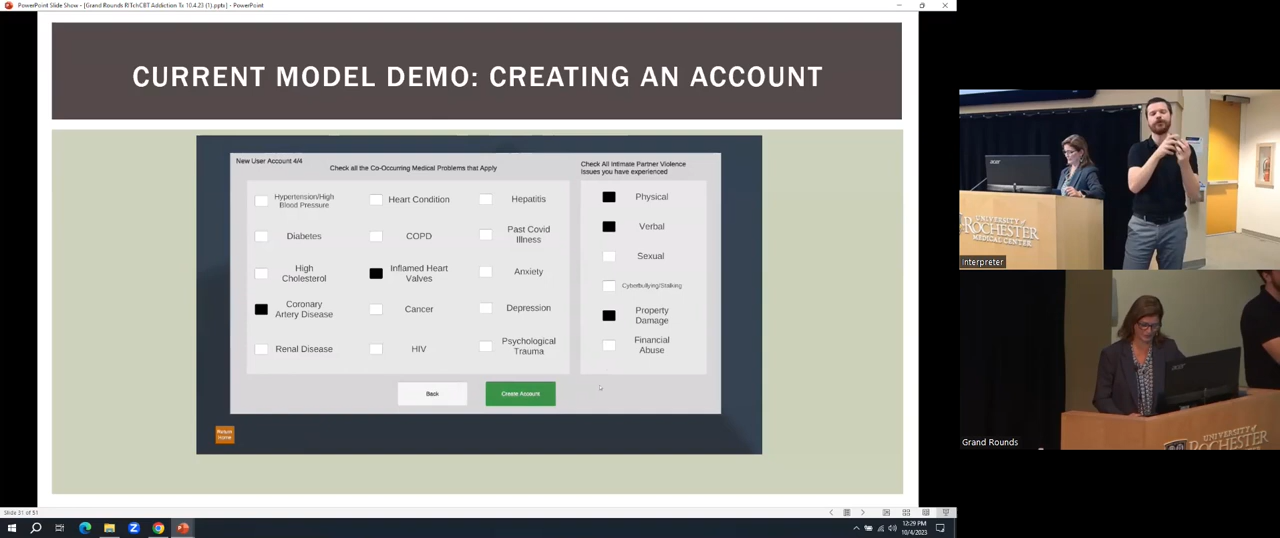 PowerPoint Slide Show - [Grand Rounds RITchCBT Addiction Tx 10.4.23 (1).pptx] - PowerPoint
CURRENT MODEL DEMO: CREATING AN ACCOUNT
New User Account 4/4
Check all the Co-Occurring Medical Problems that Apply
Check All Intimate Partner Violence
Issues you have experienced
Hypertension/High
Blood Pressure
Heart Condition
Hepatitis
Physical
Diabetes
COPD
Past Covid
Illness
Verbal
High
Cholesterol
Inflamed Heart
Valves
Anxiety
Sexual
Cyberbullying/Stalking
Coronary
Artery Disease
Cancer
Depression
Property
Damage
Renal Disease
HIV
Psychological
Trauma
Financial
Abuse
Back
Create Account
Return
Home
acer
UNIVERSITY of
ROCHESTER
MEDICAL CENTER
Interpreter
acer
UNIVERSITY of
ROCHESTER
Grand Rounds
Slide 31 of 51
12:29 PM
10/4/2023